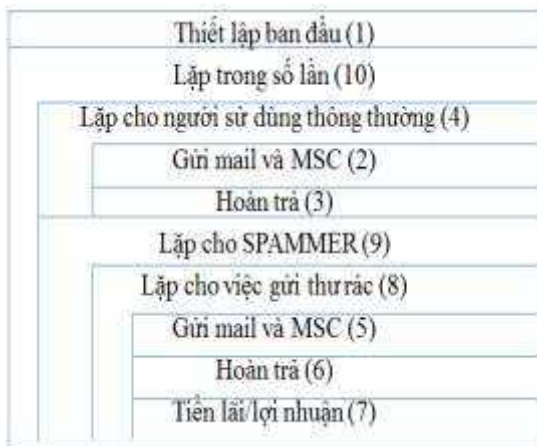 Thiết lập ban đầu (1)
Lặp trong số lần (10)
Lặp cho người sử dùng thông thường (4)
Gửi mail và MSC (2)
Hoàn trả (3)
Lặp cho SPAMMER (9)
Lặp cho việc gửi thư rác (8)
Gửi mail và MSC (5)
Hoàn trả (6)
Tiền lãi/lợi nhuận (7)